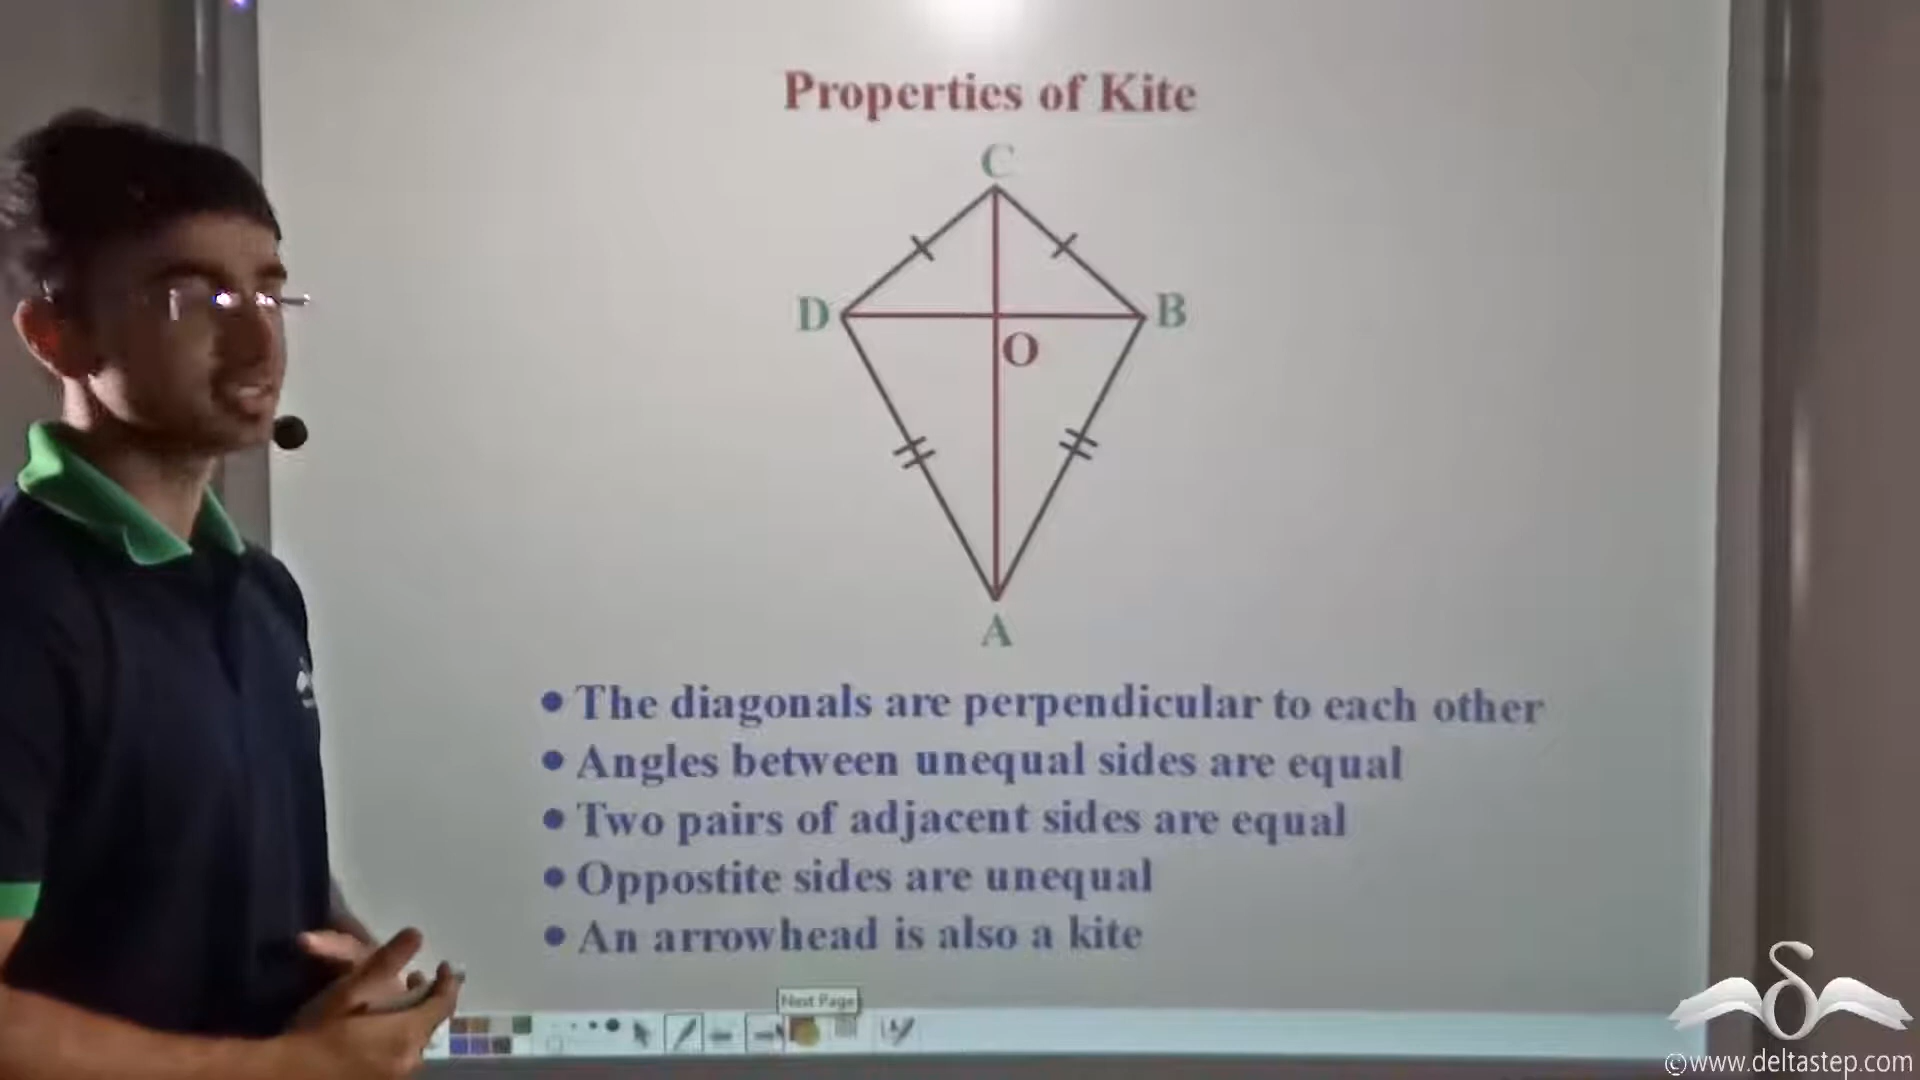 Properties of Kite
C
D
B
O
A
• The diagonals are perpendicular to each other
• Angles between unequal sides are equal
• Two pairs of adjacent sides are equal
• Oppostite sides are unequal
• An arrowhead is also a kite
Next Page
©www.deltastep.com